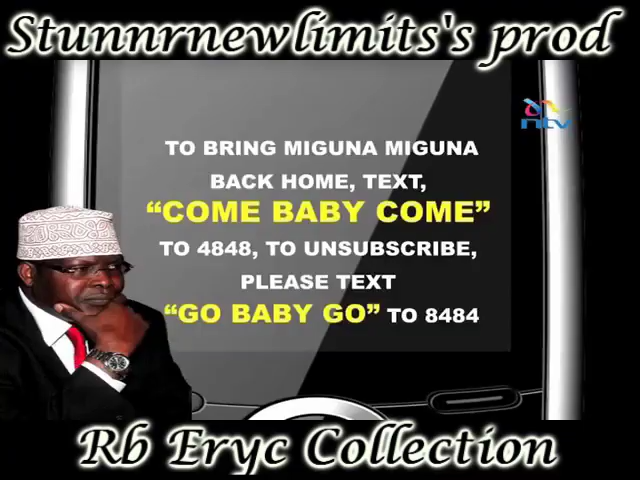 Stunnrnewlimits's prod
ntv
TO BRING MIGUNA MIGUNA
BACK HOME, TEXT,
“COME BABY COME”
TO 4848, TO UNSUBSCRIBE,
PLEASE TEXT
“GO BABY GO” TO 8484
Rb Eryc Collection